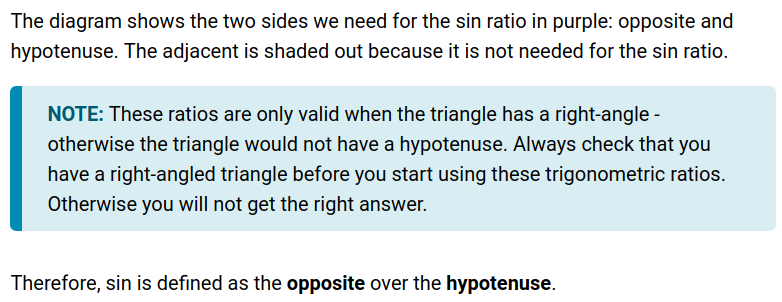 The diagram shows the two sides we need for the sin ratio in purple: opposite and
hypotenuse. The adjacent is shaded out because it is not needed for the sin ratio.
NOTE: These ratios are only valid when the triangle has a right-angle -
otherwise the triangle would not have a hypotenuse. Always check that you
have a right-angled triangle before you start using these trigonometric ratios.
Otherwise you will not get the right answer.
Therefore, sin is defined as the opposite over the hypotenuse.